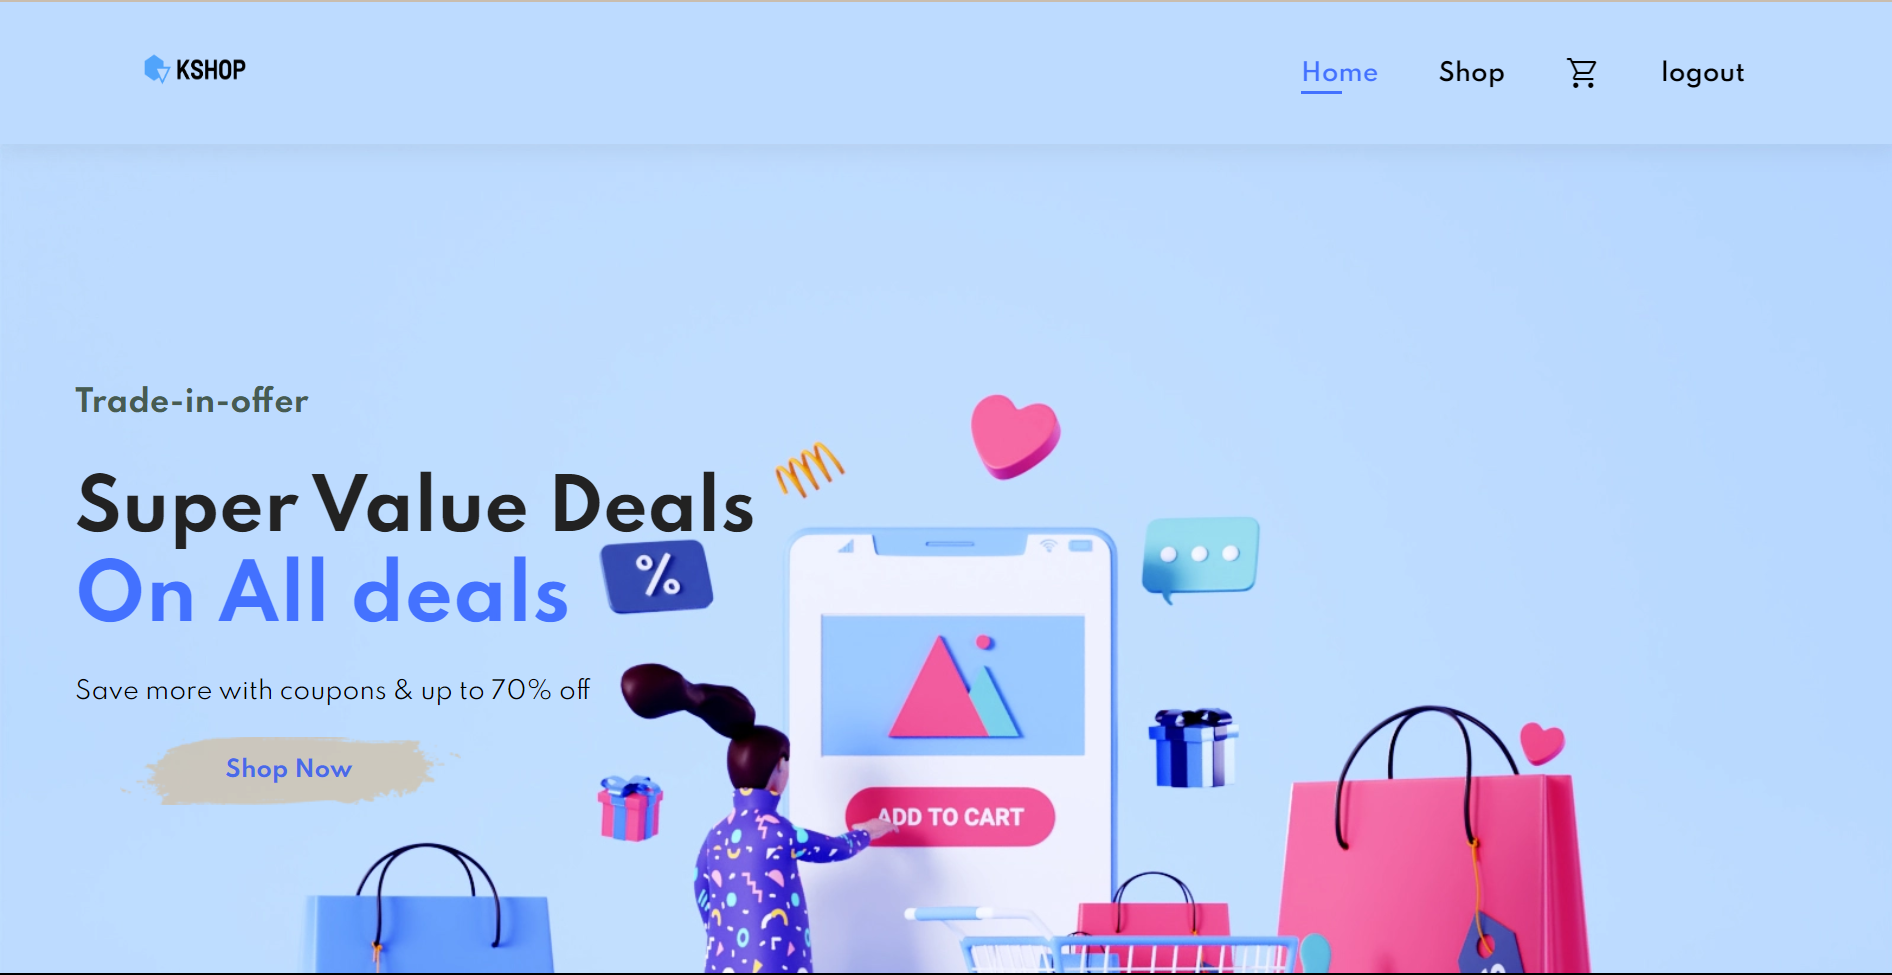 KSHOP
Home Shop logout
Trade-in-offer
Super Value Deals
On All deals
%
Save more with coupons & up to 70% off
Shop Now
ADD TO CART